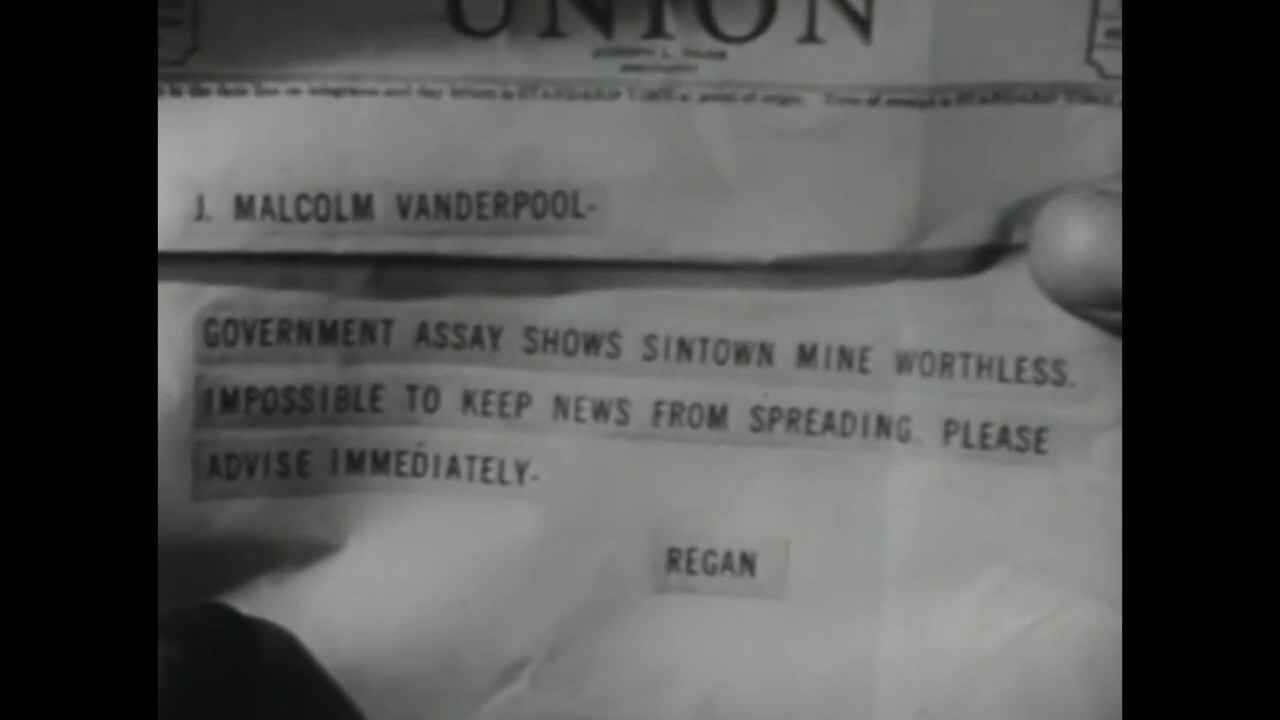 UNION
J. MALCOLM VANDERPOOL-
GOVERNMENT ASSAY SHOWS SINTOWN MINE WORTHLESS.
IMPOSSIBLE TO KEEP NEWS FROM SPREADING. PLEASE
ADVISE IMMEDIATELY-
REGAN